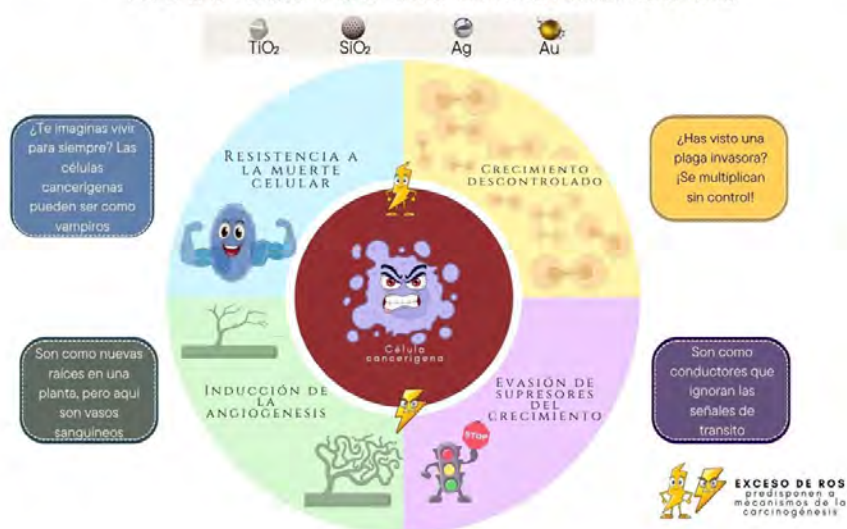 TiO₂ SiO₂ Ag Au
¿Te imaginas vivir
para siempre? Las
células
cancerígenas
pueden ser como
vampiros
RESISTENCIA A
LA MUERTE
CELULAR
CRECIMIENTO
DESCONTROLADO
¿Has visto una
plaga invasora?
¡Se multiplican
sin control!
Célula
cancerígena
Son como nuevas
raíces en una
planta, pero aquí
son vasos
sanguíneos
INDUCCIÓN DE
LA
ANGIOGENESIS
EVASIÓN DE
SUPRESORES
DEL
CRECIMIENTO
STOP
Son como
conductores que
ignoran las
señales de
transito
EXCESO DE ROS
predisponen a
mecanismos de la
carcinogénesis